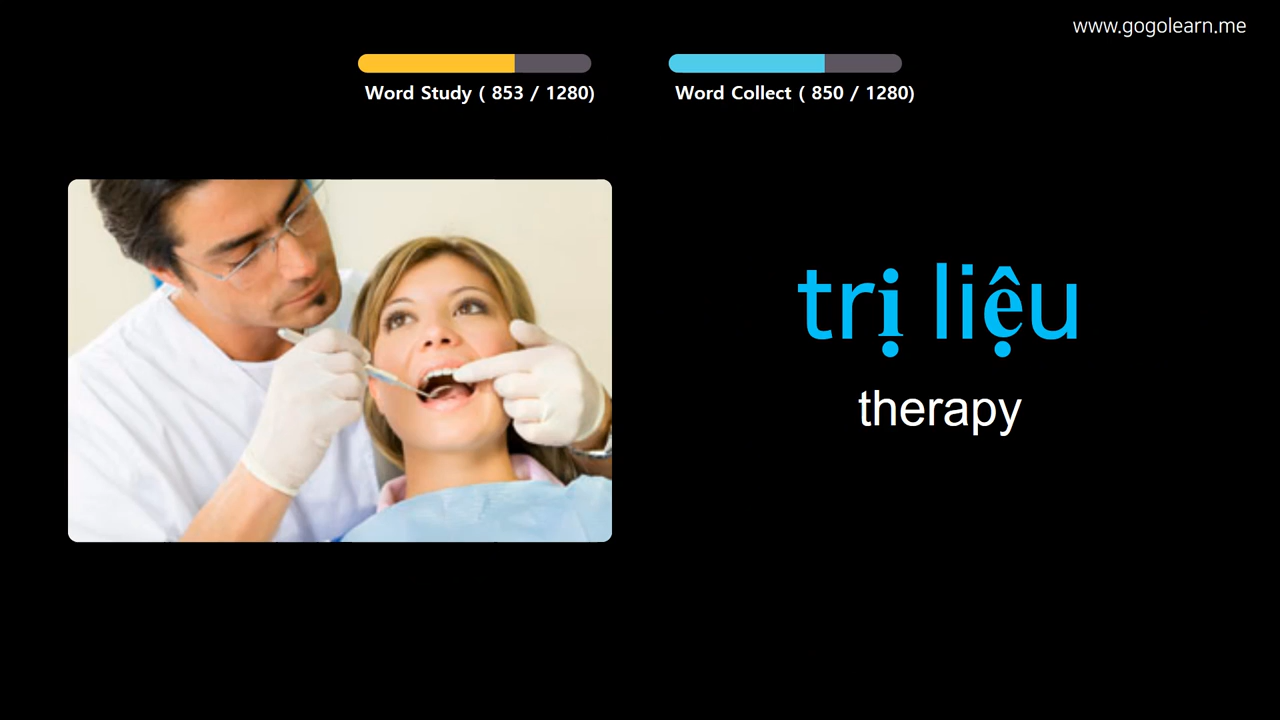 www.gogolearn.me
Word Study ( 853 / 1280)
Word Collect ( 850 / 1280)
trị liệu
therapy